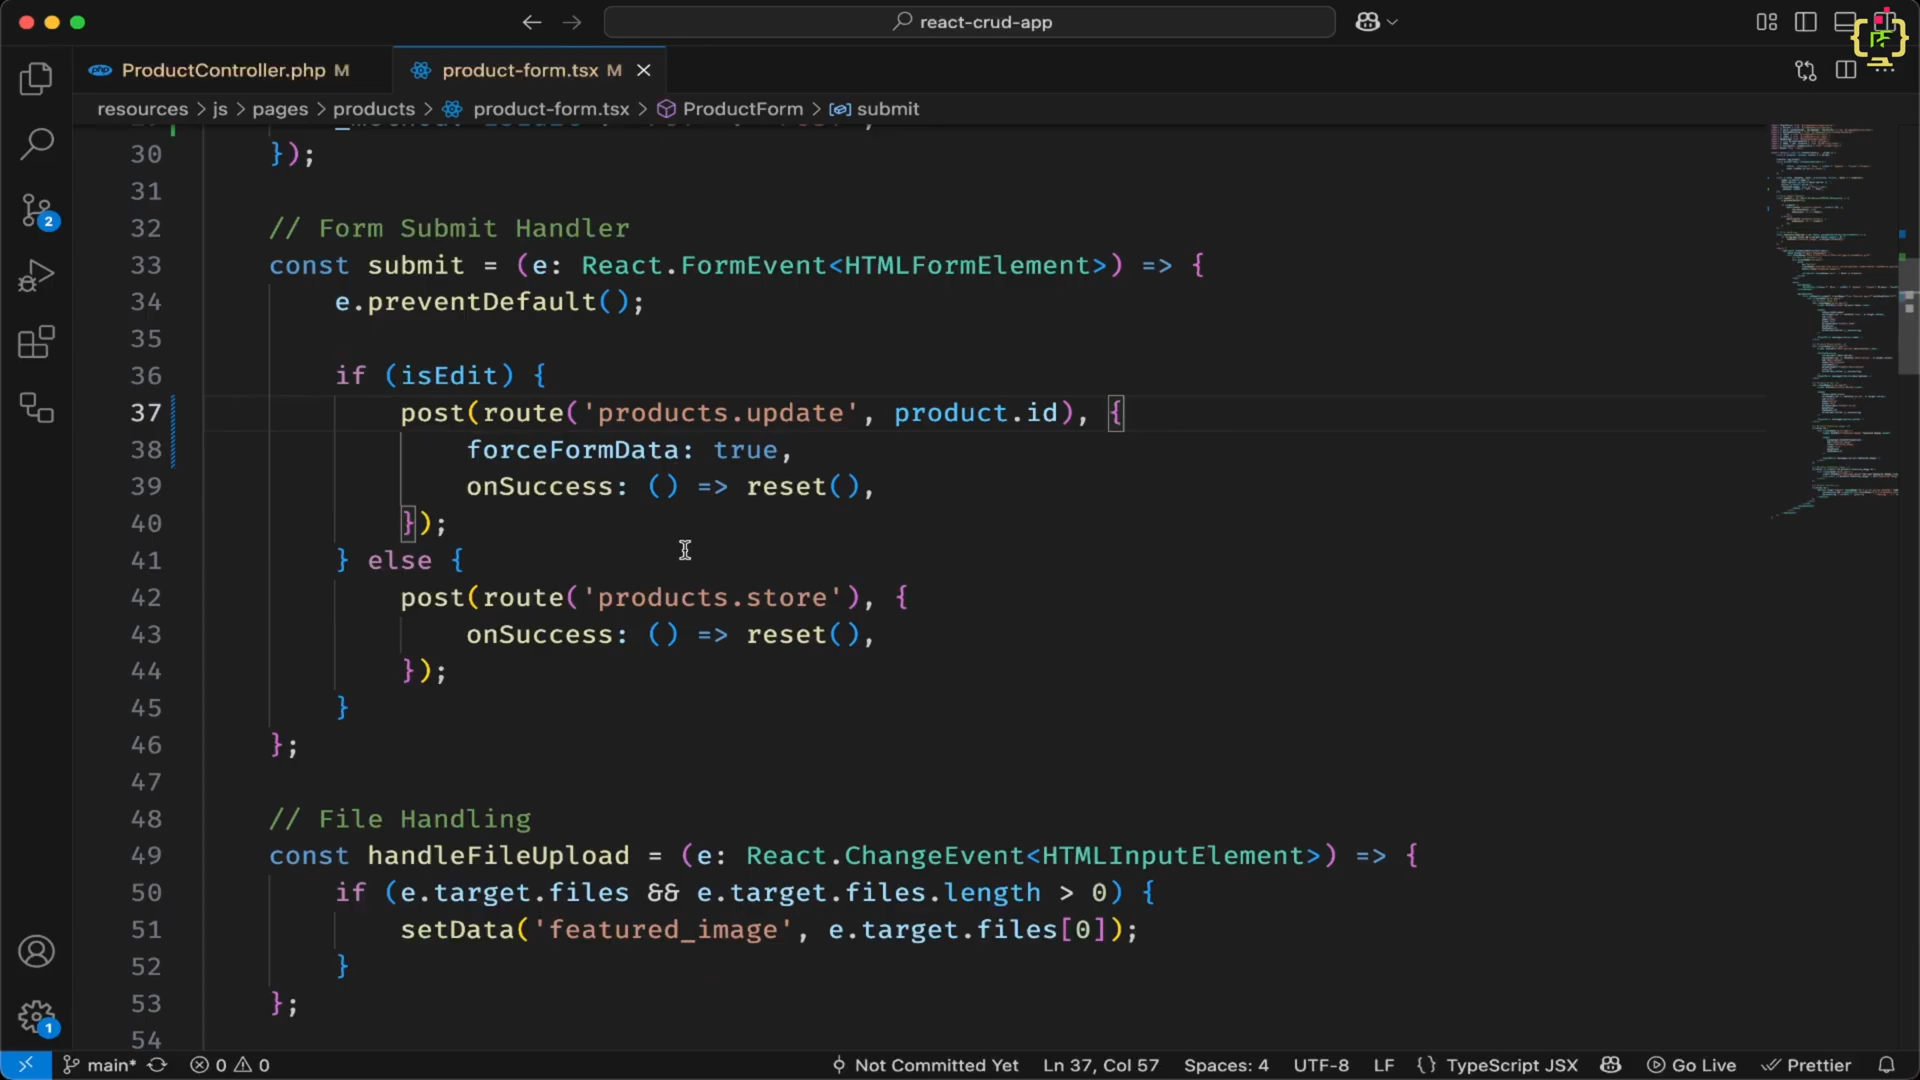 react-crud-app
ProductController.php M
product-form.tsx M
resources > js > pages > products > product-form.tsx > ProductForm > submit
30 });
31
32 // Form Submit Handler
33 const submit = (e: React.FormEvent<HTMLFormElement>) => {
34 e.preventDefault();
35
36 if (isEdit) {
37 post(route('products.update', product.id), {
38 forceFormData: true,
39 onSuccess: () => reset(),
40 });
41 } else {
42 post(route('products.store'), {
43 onSuccess: () => reset(),
44 });
45 }
46 };
47
48 // File Handling
49 const handleFileUpload = (e: React.ChangeEvent<HTMLInputElement>) => {
50 if (e.target.files && e.target.files.length > 0) {
51 setData('featured_image', e.target.files[0]);
52 }
53 };
54
2
1
main* 0 0 Not Committed Yet Ln 37, Col 57 Spaces: 4 UTF-8 LF {} TypeScript JSX Go Live Prettier